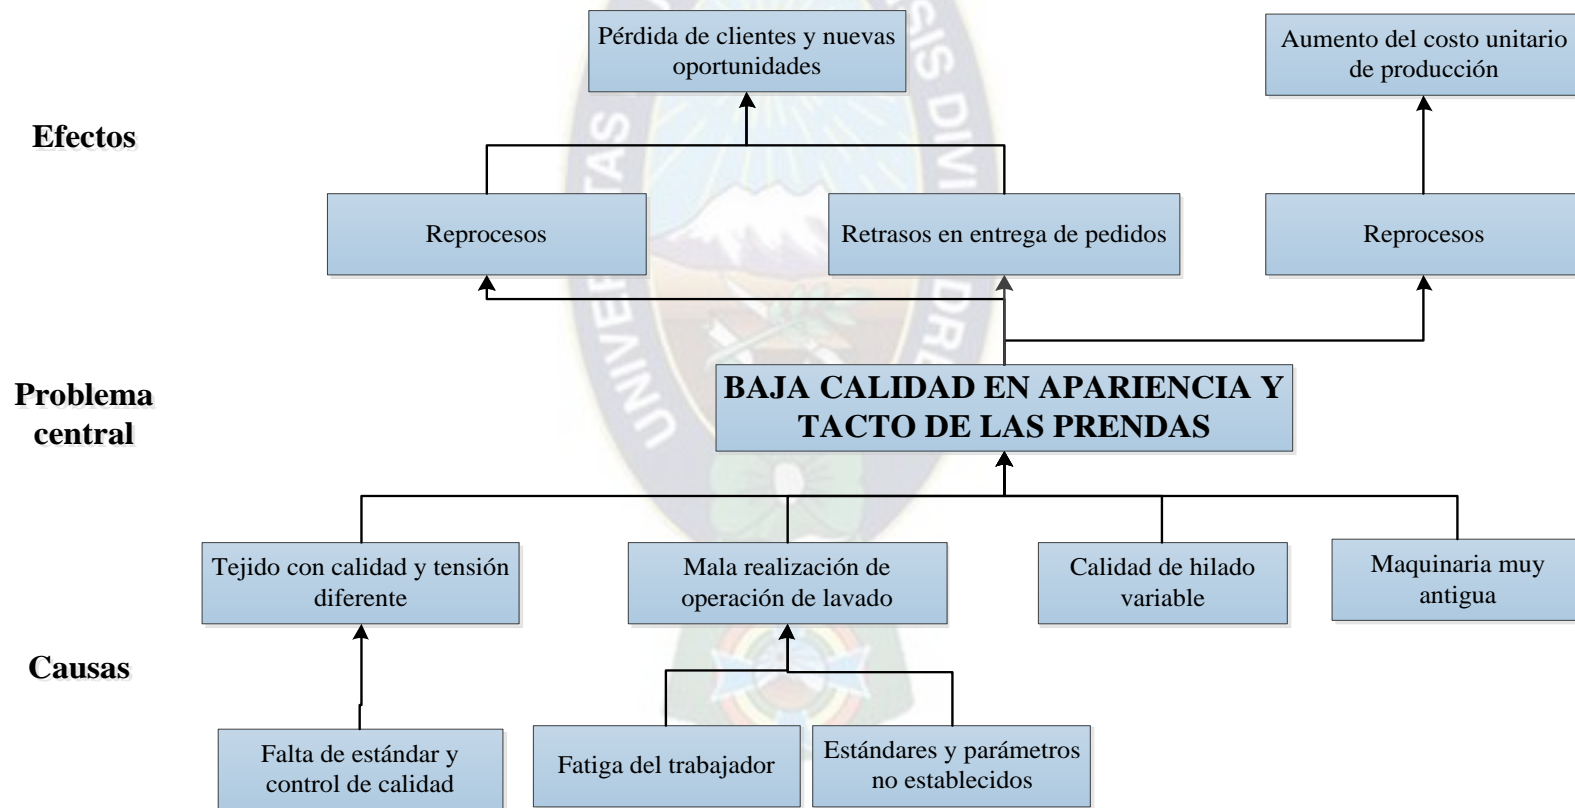 Pérdida de clientes y nuevas
oportunidades
Aumento del costo unitario
de producción
Efectos
Reprocesos
Retrasos en entrega de pedidos
Reprocesos
Problema
central
BAJA CALIDAD EN APARIENCIA Y
TACTO DE LAS PRENDAS
Tejido con calidad y tensión
diferente
Mala realización de
operación de lavado
Calidad de hilado
variable
Maquinaria muy
antigua
Causas
Falta de estándar y
control de calidad
Fatiga del trabajador
Estándares y parámetros
no establecidos